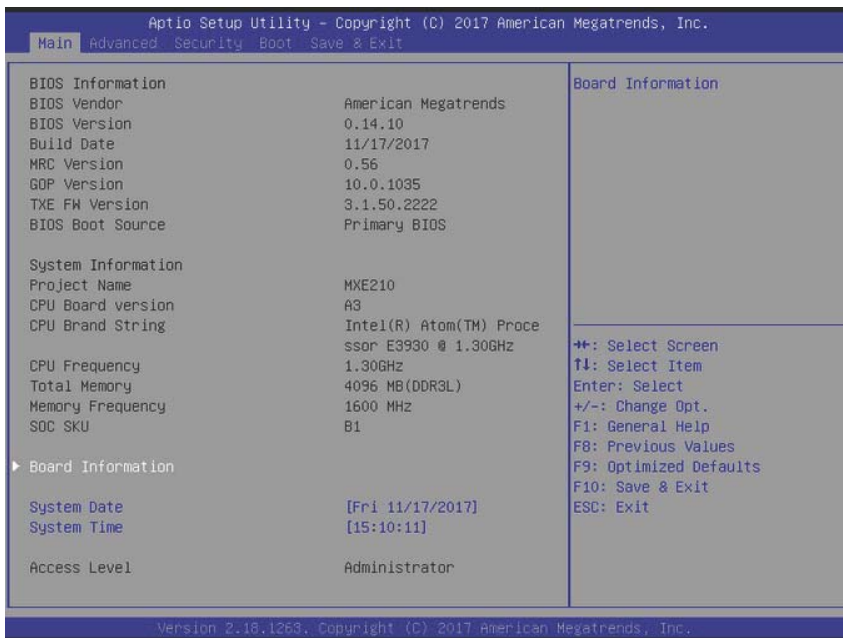 Aptio Setup Utility – Copyright (C) 2017 American Megatrends, Inc.
Main Advanced Security Boot Save & Exit
BIOS Information
BIOS Vendor American Megatrends
BIOS Version 0.14.10
Build Date 11/17/2017
MRC Version 0.56
GOP Version 10.0.1035
TXE FW Version 3.1.50.2222
BIOS Boot Source Primary BIOS
System Information
Project Name MXE210
CPU Board version A3
CPU Brand String Intel(R) Atom(TM) Proce
ssor E3930 @ 1.30GHz
CPU Frequency 1.30GHz
Total Memory 4096 MB(DDR3L)
Memory Frequency 1600 MHz
SOC SKU B1
Board Information
System Date [Fri 11/17/2017]
System Time [15:10:11]
Access Level Administrator
Board Information
→←: Select Screen
↑↓: Select Item
Enter: Select
+/-: Change Opt.
F1: General Help
F8: Previous Values
F9: Optimized Defaults
F10: Save & Exit
ESC: Exit
Version 2.18.1263. Copyright (C) 2017 American Megatrends, Inc.